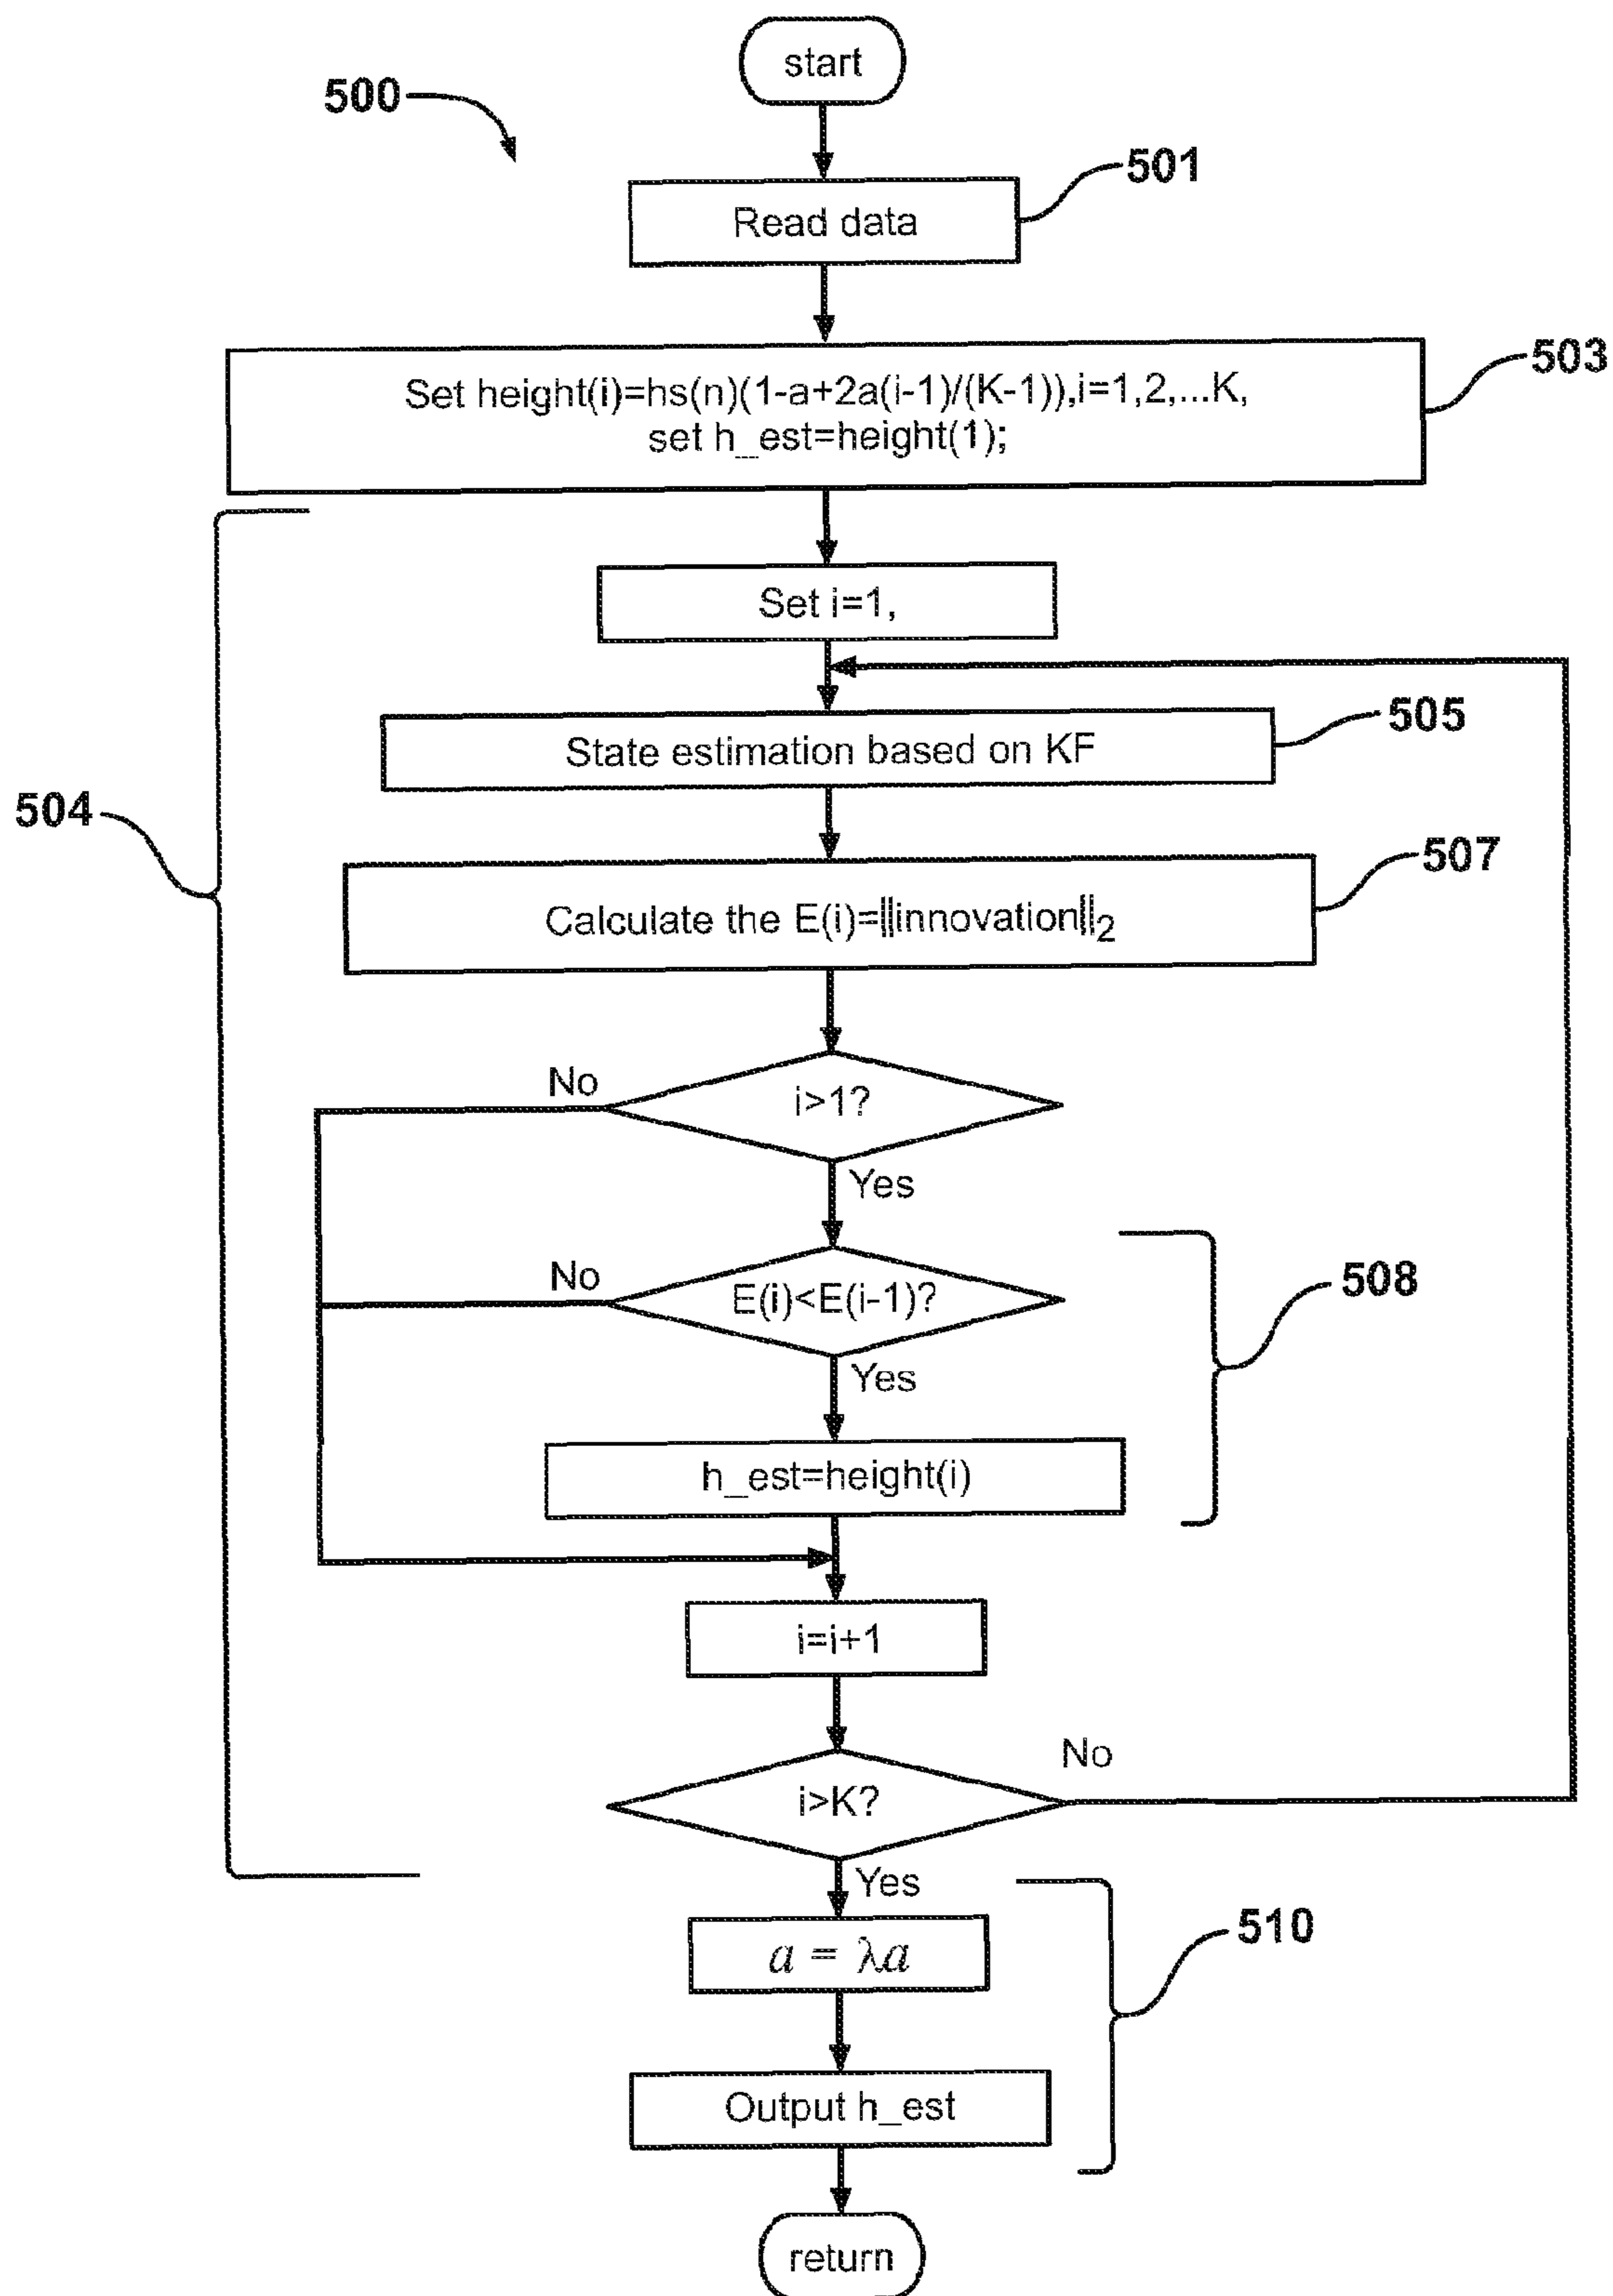 start
500
501
Read data
503
Set height(i)=hs(n)(1-a+2a(i-1)/(K-1)),i=1,2,...K,
set h_est=height(1);
Set i=1,
505
State estimation based on KF
504
507
Calculate the E(i)=‖innovation‖₂
No
i>1?
Yes
No
E(i)<E(i-1)?
508
Yes
h_est=height(i)
i=i+1
No
i>K?
Yes
a = λa
510
Output h_est
return